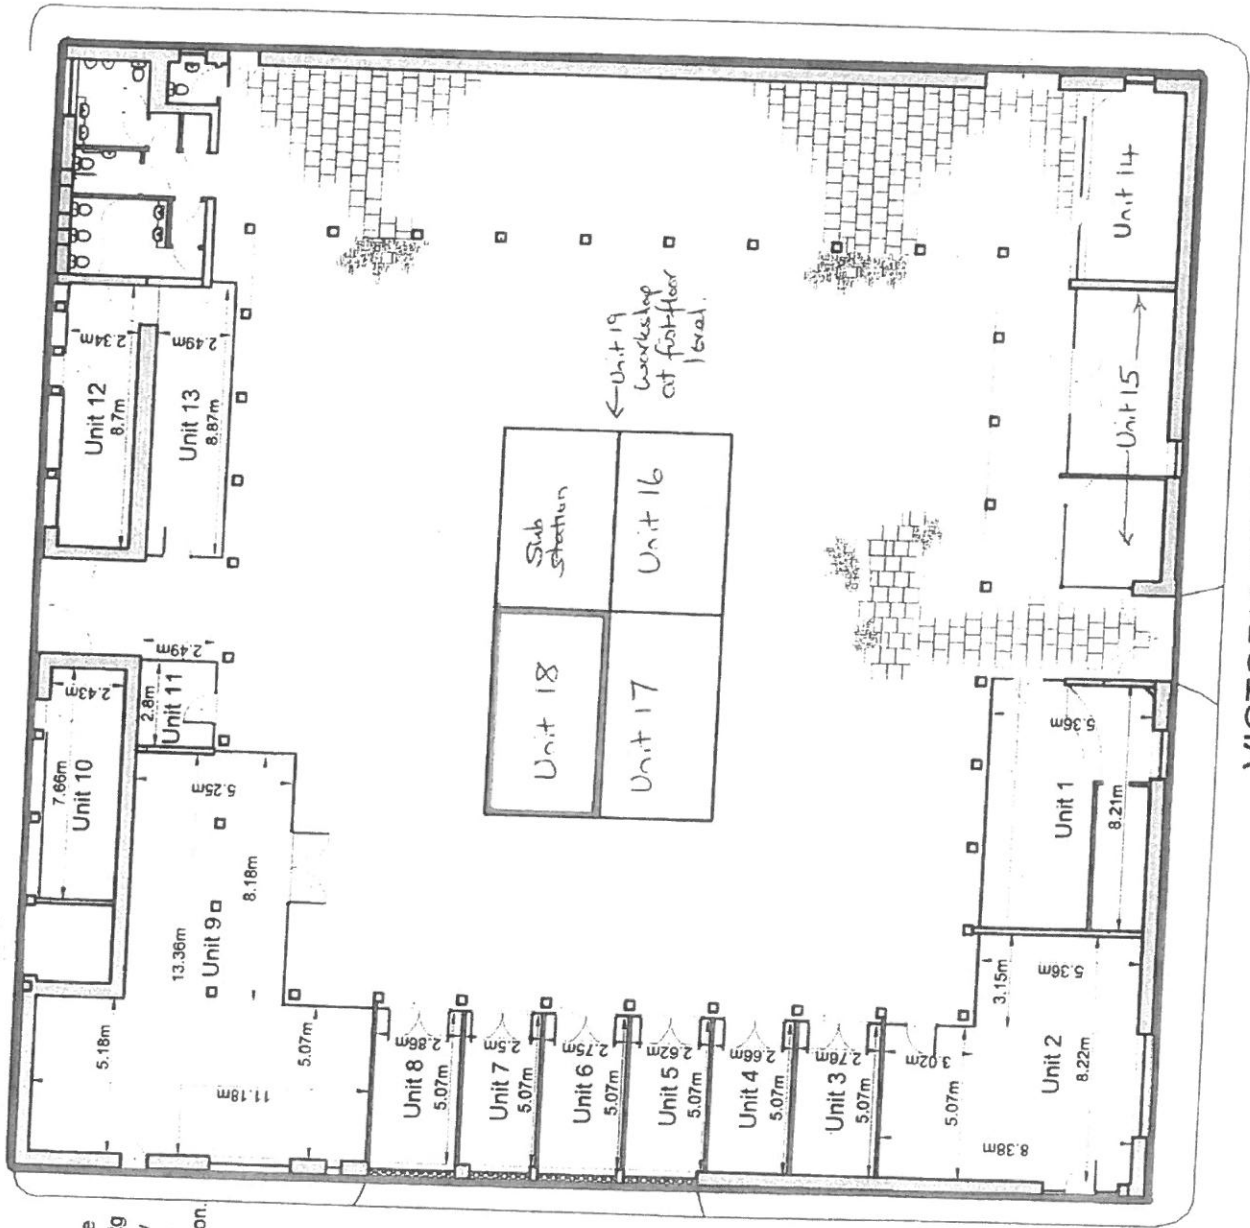 2.34m
Unit 12
8.7m
2.49m
Unit 13
8.87m
Unit 14
← Unit 19
workshop
at first floor
level.
← Unit 15 →
Sub
Station
Unit 16
Unit 18
Unit 17
2.43m
7.66m
Unit 10
2.49m
2.8m
Unit 11
5.25m
8.18m
13.36m
Unit 9
5.18m
5.07m
11.18m
5.36m
Unit 1
8.21m
3.15m
5.36m
Unit 2
8.22m
8.38m
5.07m
3.02m
2.86m
Unit 8
5.07m
2.5m
Unit 7
5.07m
2.75m
Unit 6
5.07m
2.62m
Unit 5
5.07m
2.66m
Unit 4
5.07m
2.76m
Unit 3
5.07m
on.